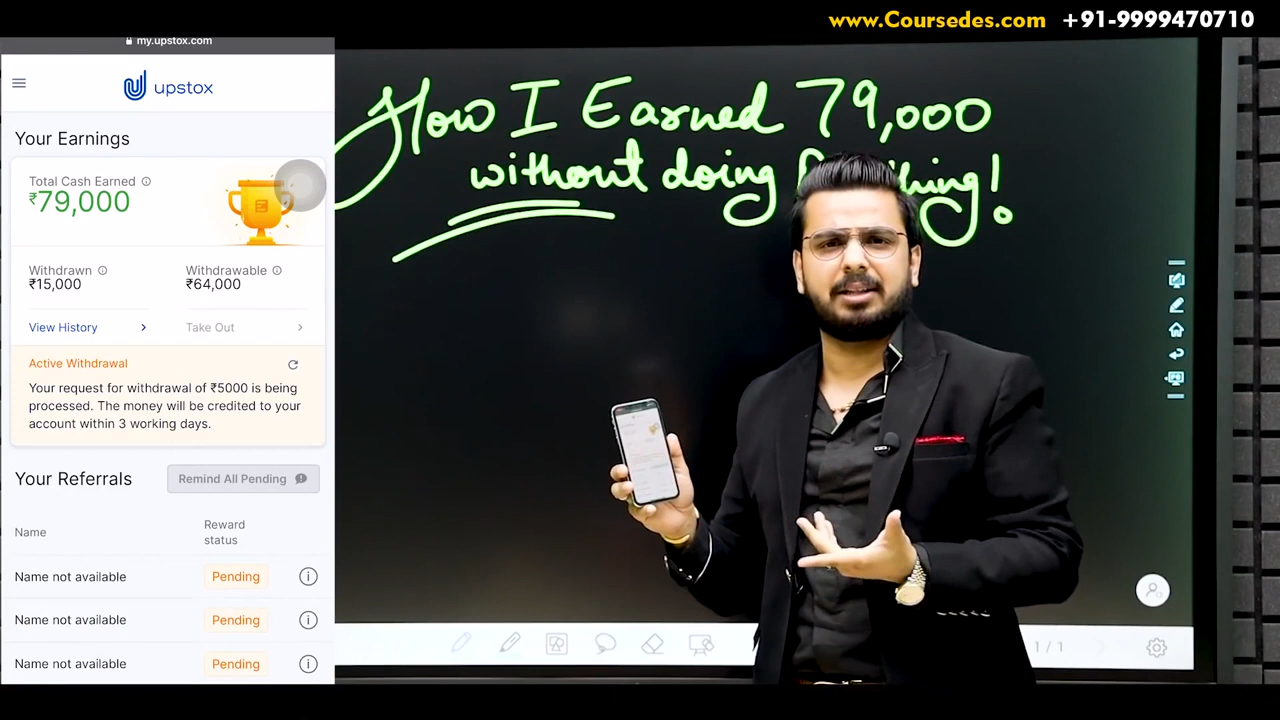 www.Coursedes.com +91-9999470710
my.upstox.com
upstox
Your Earnings
Total Cash Earned
₹79,000
Withdrawn
₹15,000
Withdrawable
₹64,000
View History
Take Out
Active Withdrawal
Your request for withdrawal of ₹5000 is being
processed. The money will be credited to your
account within 3 working days.
Your Referrals
Remind All Pending
Name
Reward
status
Name not available
Pending
Name not available
Pending
Name not available
Pending
How I Earned 79,000
without doing
1 / 1